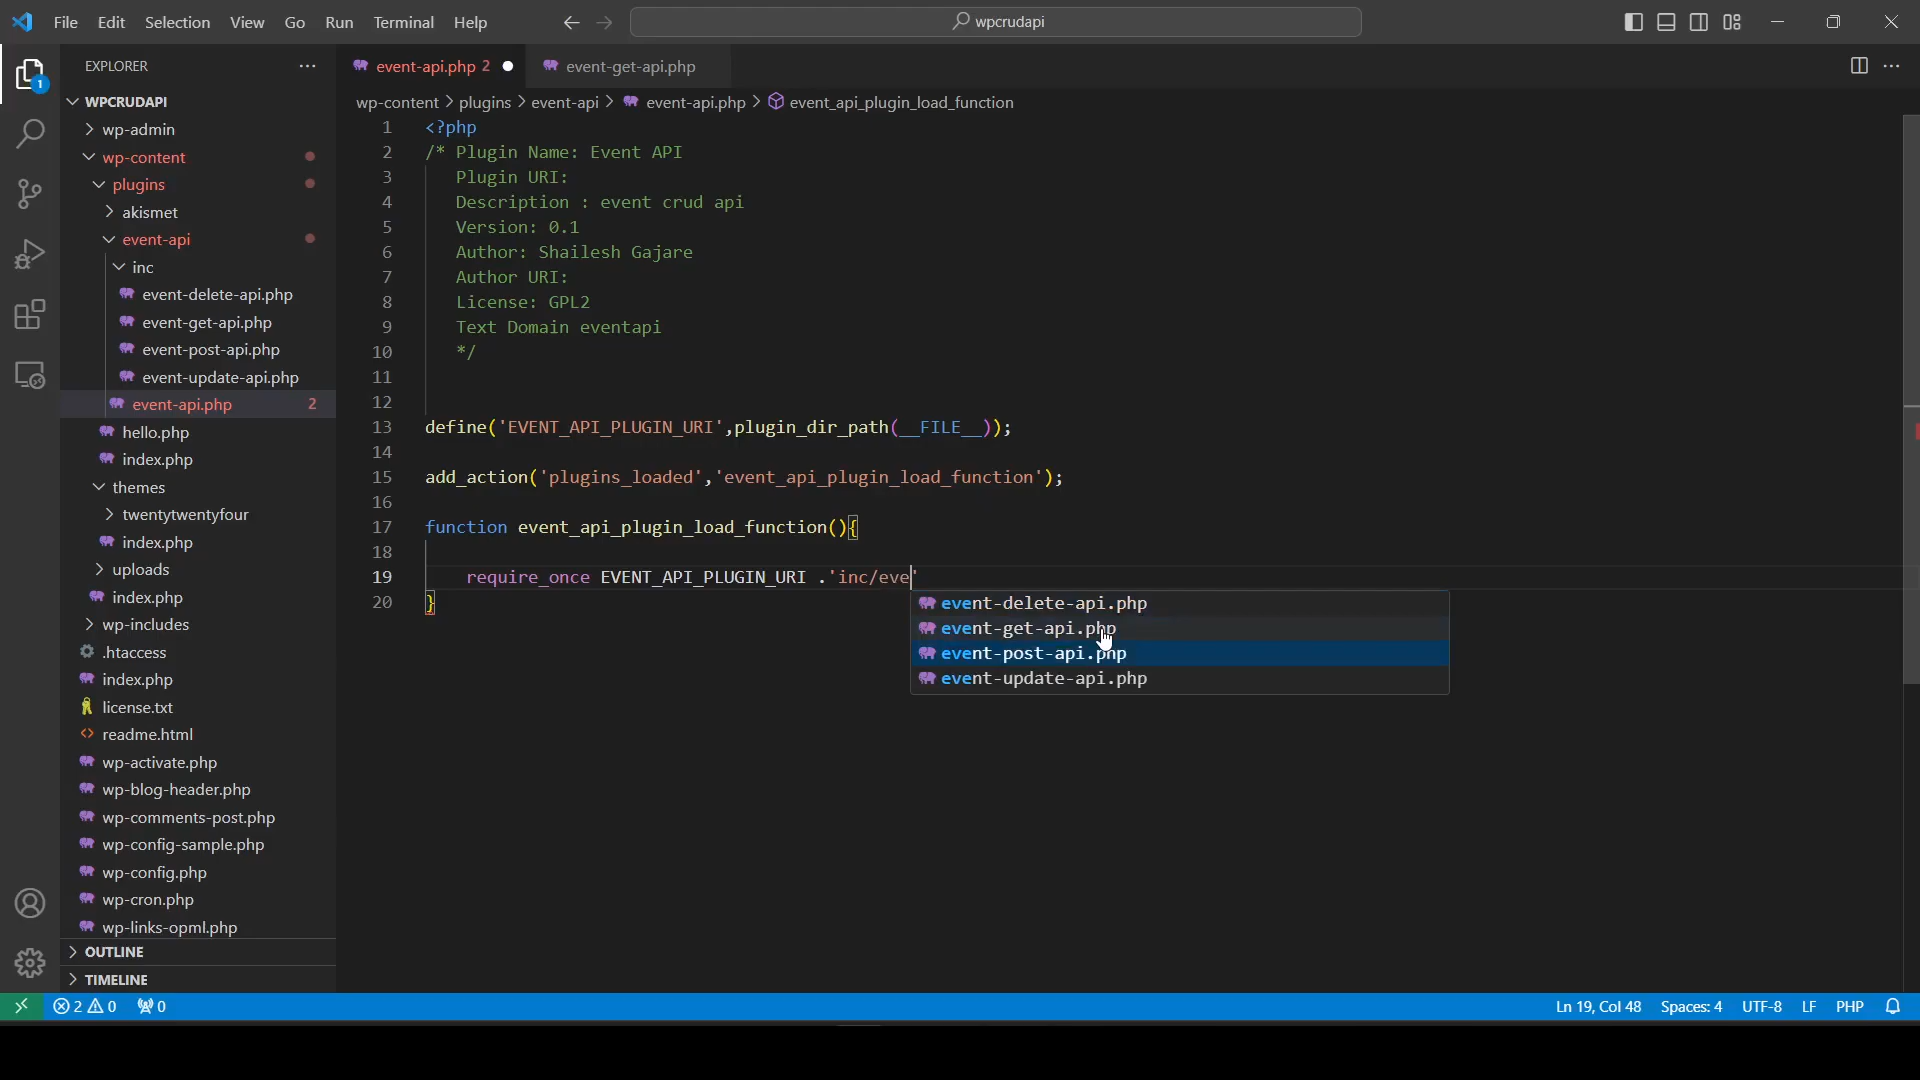 File Edit Selection View Go Run Terminal Help
wpcrudapi
EXPLORER
event-api.php 2
event-get-api.php
WPCRUDAPI
wp-admin
wp-content
plugins
akismet
event-api
inc
event-delete-api.php
event-get-api.php
event-post-api.php
event-update-api.php
event-api.php 2
hello.php
index.php
themes
twentytwentyfour
index.php
uploads
index.php
wp-includes
.htaccess
index.php
license.txt
readme.html
wp-activate.php
wp-blog-header.php
wp-comments-post.php
wp-config-sample.php
wp-config.php
wp-cron.php
wp-links-opml.php
OUTLINE
TIMELINE
1
wp-content > plugins > event-api > event-api.php > event_api_plugin_load_function
1 <?php
2 /* Plugin Name: Event API
3 Plugin URI:
4 Description : event crud api
5 Version: 0.1
6 Author: Shailesh Gajare
7 Author URI:
8 License: GPL2
9 Text Domain eventapi
10 */
11
12
13 define('EVENT_API_PLUGIN_URI',plugin_dir_path(__FILE__));
14
15 add_action('plugins_loaded','event_api_plugin_load_function');
16
17 function event_api_plugin_load_function(){
18
19 require_once EVENT_API_PLUGIN_URI .'inc/eve'
20 }
event-delete-api.php
event-get-api.php
event-post-api.php
event-update-api.php
2 0 0 Ln 19, Col 48 Spaces: 4 UTF-8 LF PHP